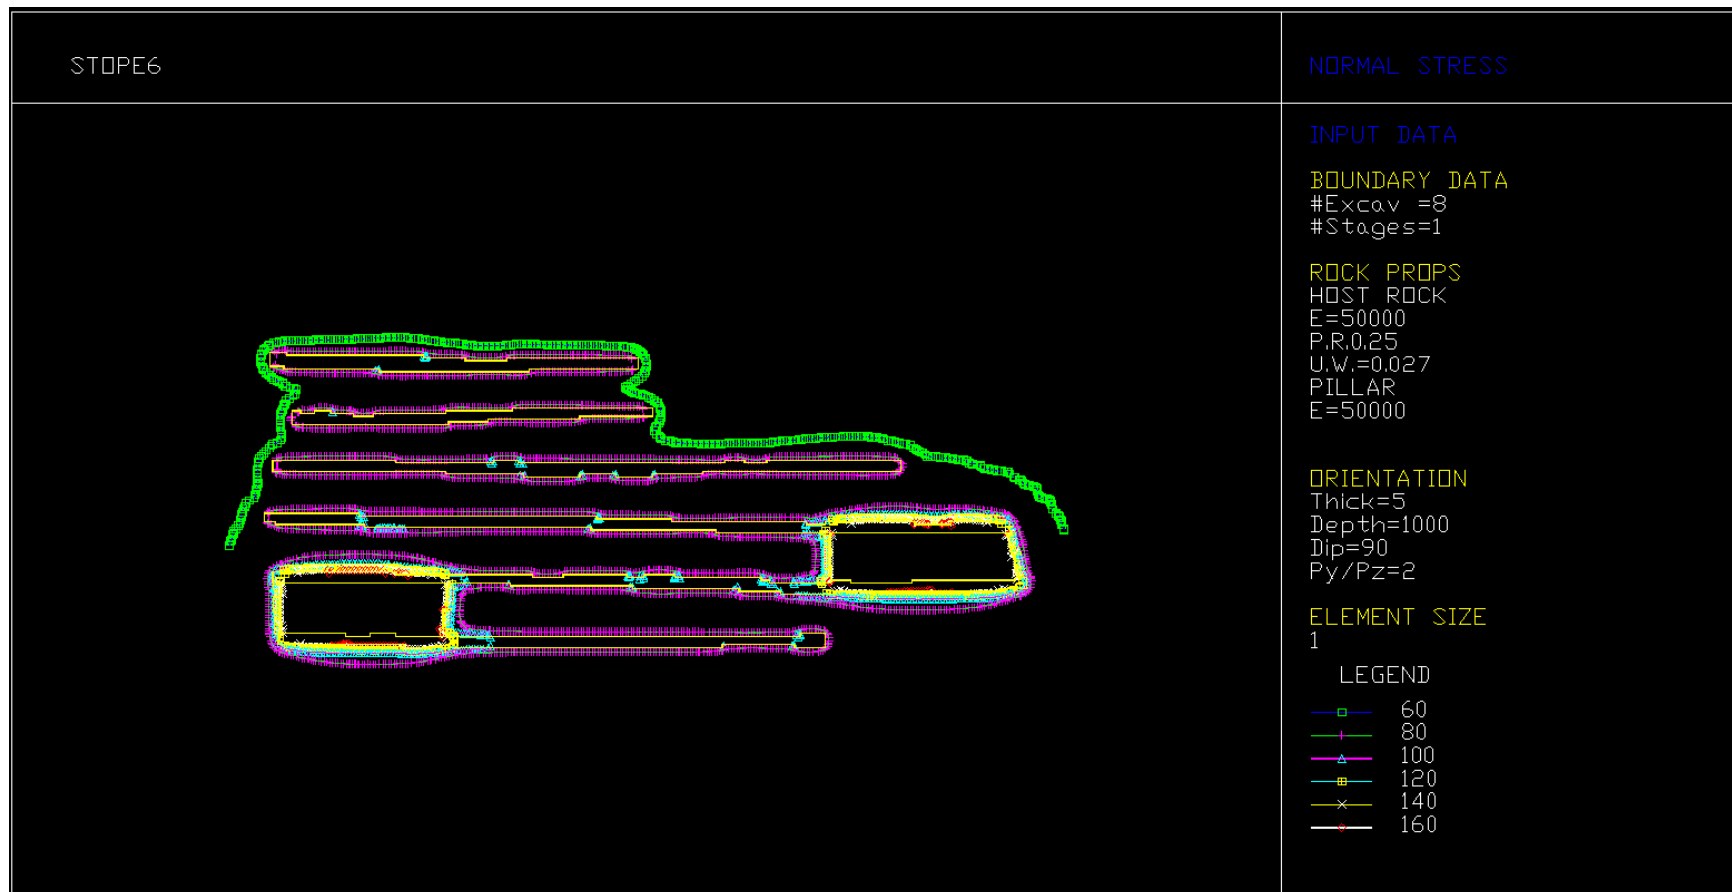 STOPE6
NORMAL STRESS
INPUT DATA
BOUNDARY DATA
#Excav =8
#Stages=1
ROCK PROPS
HOST ROCK
E=50000
P.R.0.25
U.W.=0.027
PILLAR
E=50000
ORIENTATION
Thick=5
Depth=1000
Dip=90
Py/Pz=2
ELEMENT SIZE
1
LEGEND
60
80
100
120
140
160